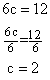 6c = 12
6c/6 = 12/6
c = 2